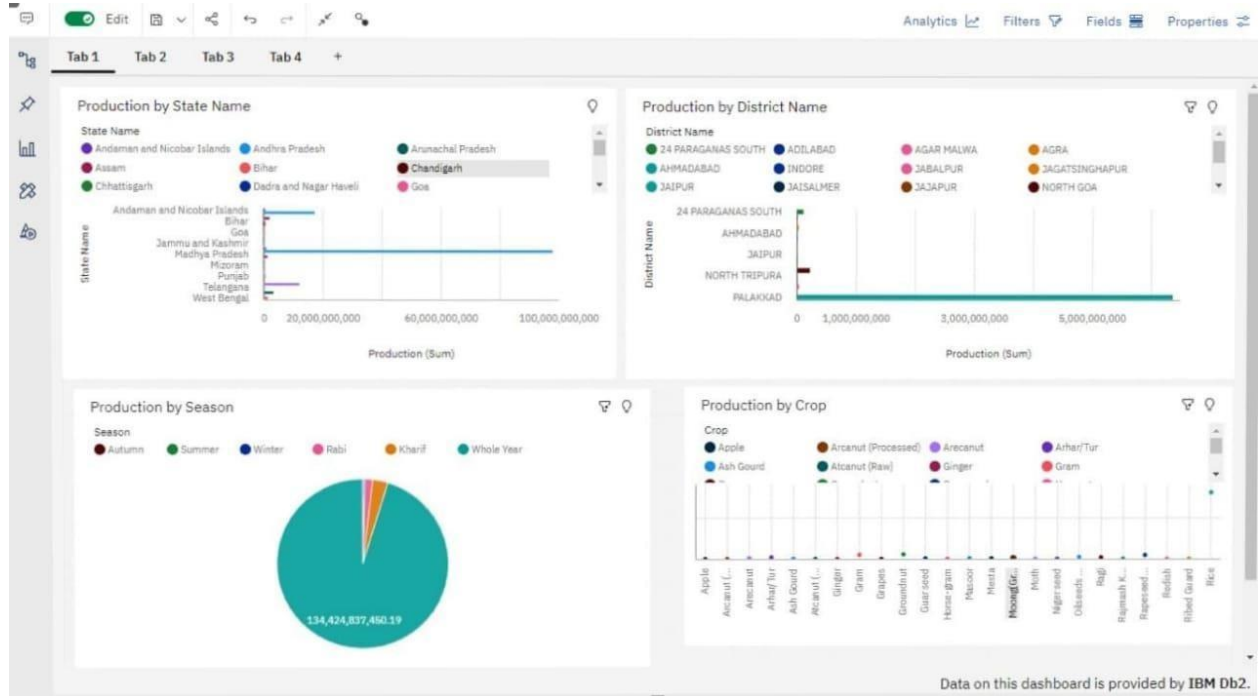 Edit
Analytics Filters Fields Properties
Tab 1 Tab 2 Tab 3 Tab 4 +
Production by State Name
State Name
Andaman and Nicobar Islands Andhra Pradesh Arunachal Pradesh
Assam Bihar Chandigarh
Chhattisgarh Dadra and Nagar Haveli Goa
State Name
Andaman and Nicobar Islands
Bihar
Goa
Jammu and Kashmir
Madhya Pradesh
Mizoram
Punjab
Telangana
West Bengal
0 20,000,000,000 60,000,000,000 100,000,000,000
Production (Sum)
Production by District Name
District Name
24 PARAGANAS SOUTH ADILABAD AGAR MALWA AGRA
AHMADABAD INDORE JABALPUR JAGATSINGHAPUR
JAIPUR JAISALMER JAJAPUR NORTH GOA
District Name
24 PARAGANAS SOUTH
AHMADABAD
JAIPUR
NORTH TRIPURA
PALAKKAD
0 1,000,000,000 3,000,000,000 5,000,000,000
Production (Sum)
Production by Season
Season
Autumn Summer Winter Rabi Kharif Whole Year
134,424,837,450.19
Production by Crop
Crop
Apple Arcanut (Processed) Arecanut Arhar/Tur
Ash Gourd Atcanut (Raw) Ginger Gram
Apple
Arcanut (...
Arecanut
Arhar/Tur
Ash Gourd
Atcanut (...
Ginger
Gram
Grapes
Groundnut
Guar seed
Horse-gram
Masoor
Mesta
Moong(Gr...
Moth
Niger seed
Oilseeds ...
Ragi
Rajmash K...
Rapeseed...
Redish
Ribed Guard
Rice
Data on this dashboard is provided by IBM Db2.